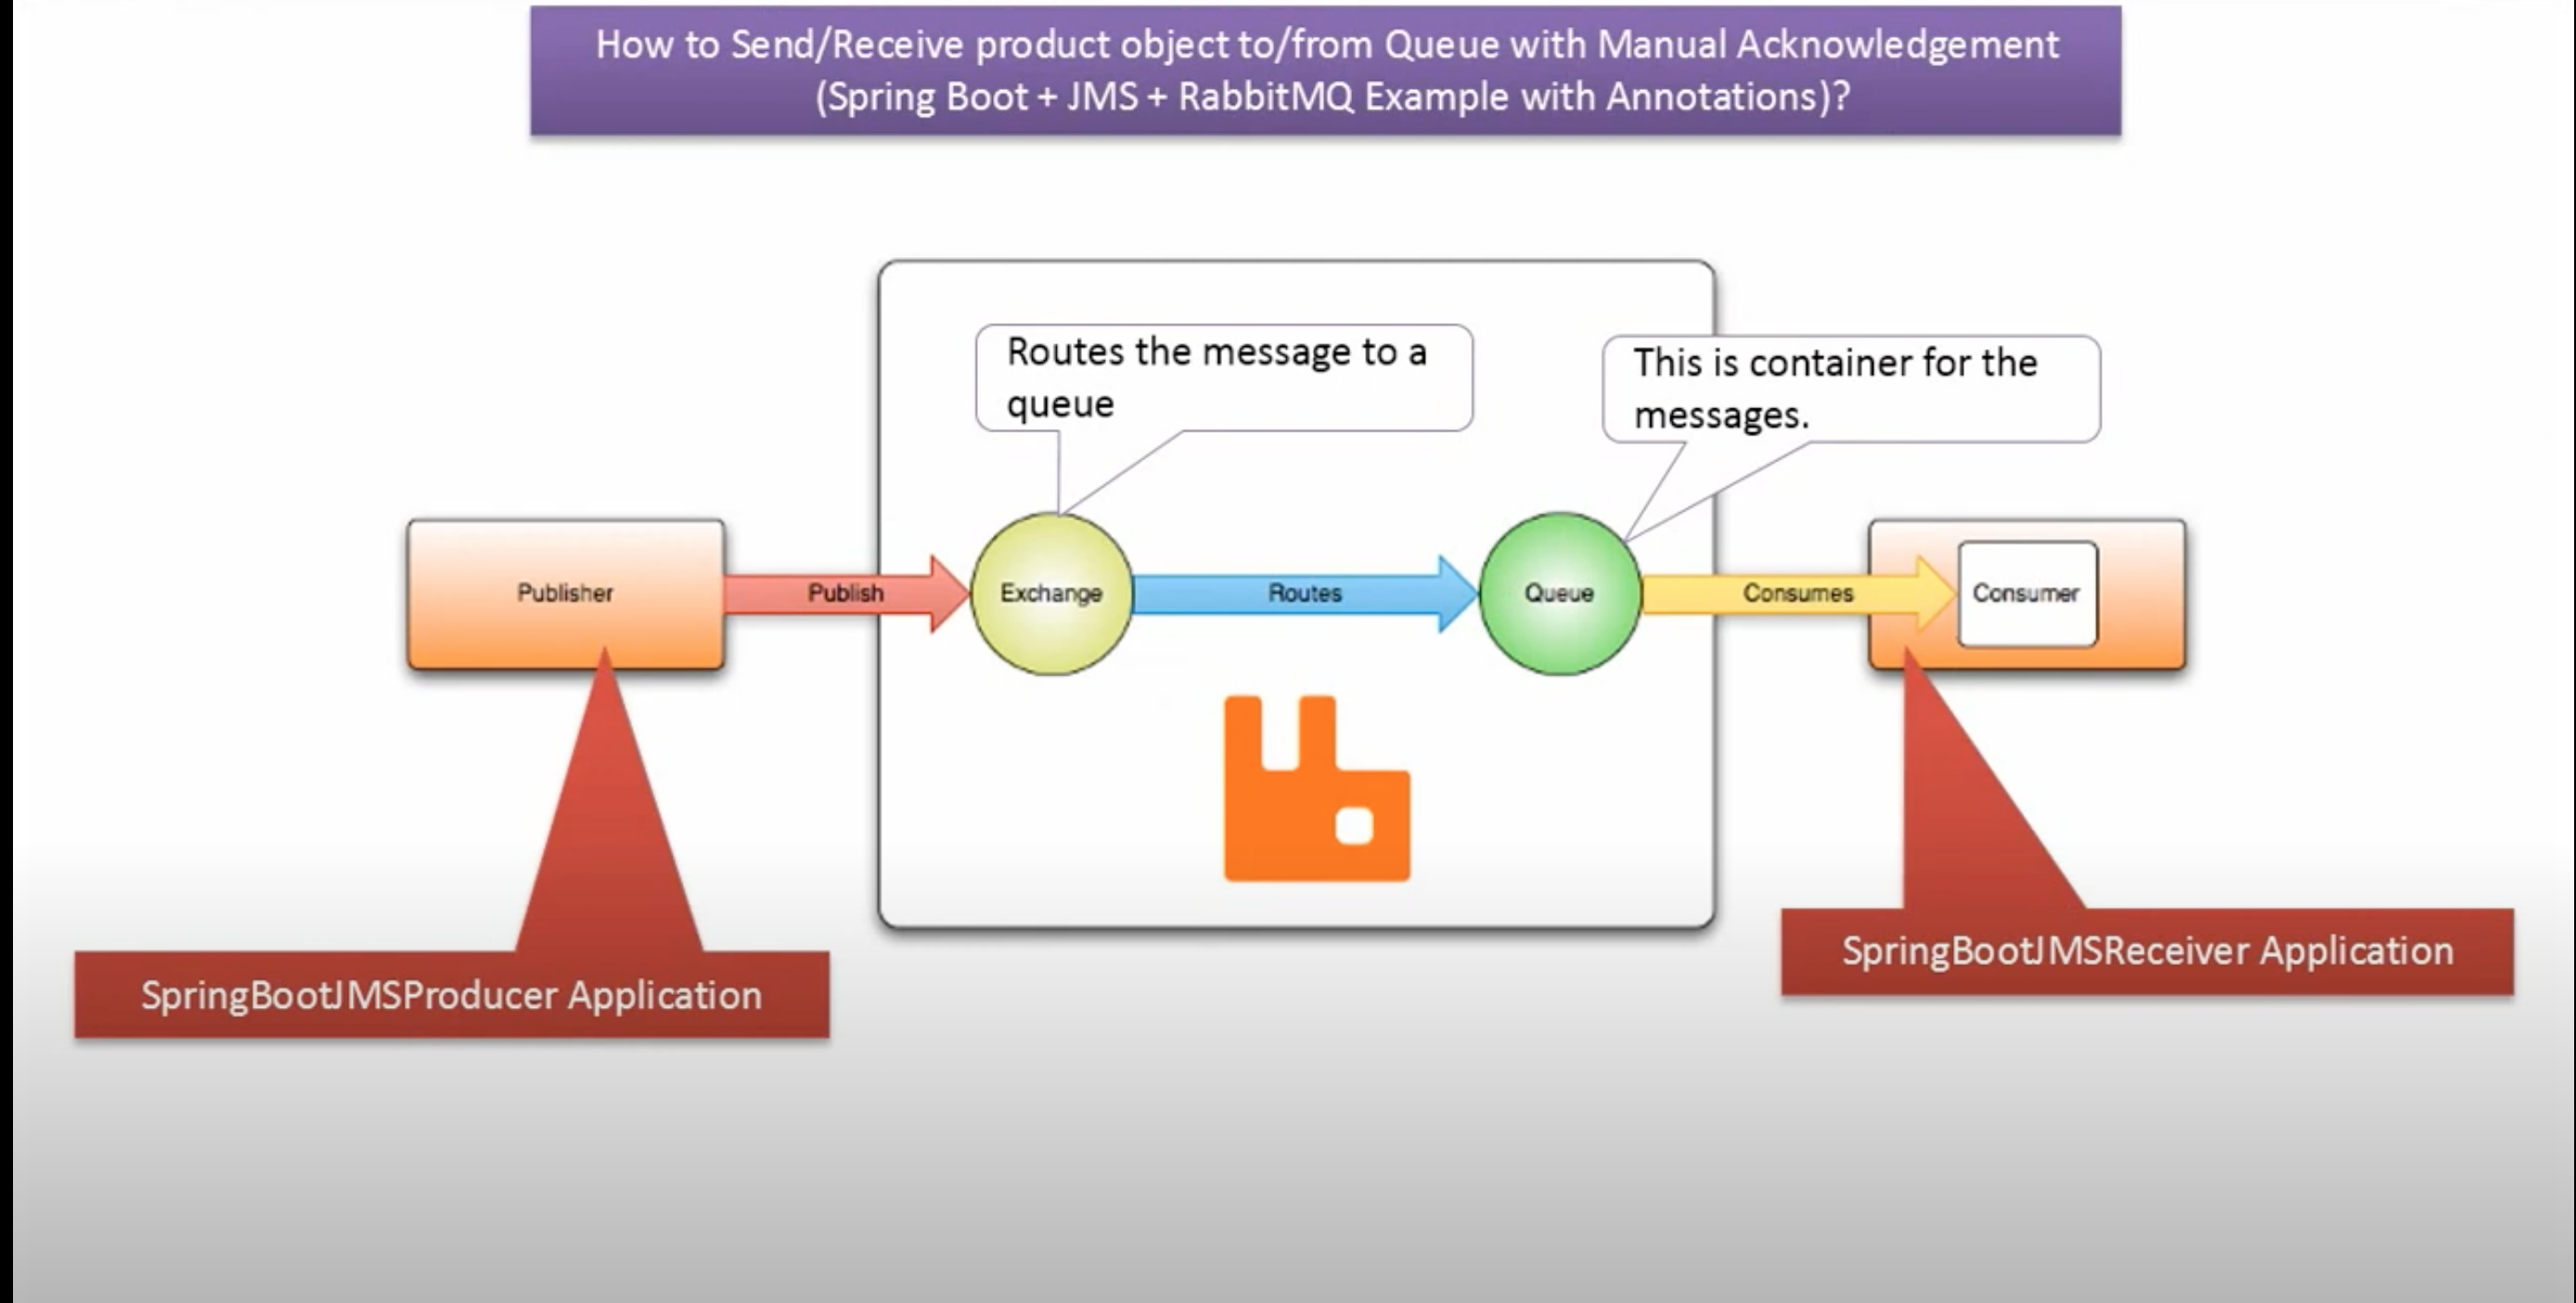 How to Send/Receive product object to/from Queue with Manual Acknowledgement
(Spring Boot + JMS + RabbitMQ Example with Annotations)?
Routes the message to a
queue
This is container for the
messages.
Publisher
Publish
Exchange
Routes
Queue
Consumes
Consumer
SpringBootJMSProducer Application
SpringBootJMSReceiver Application